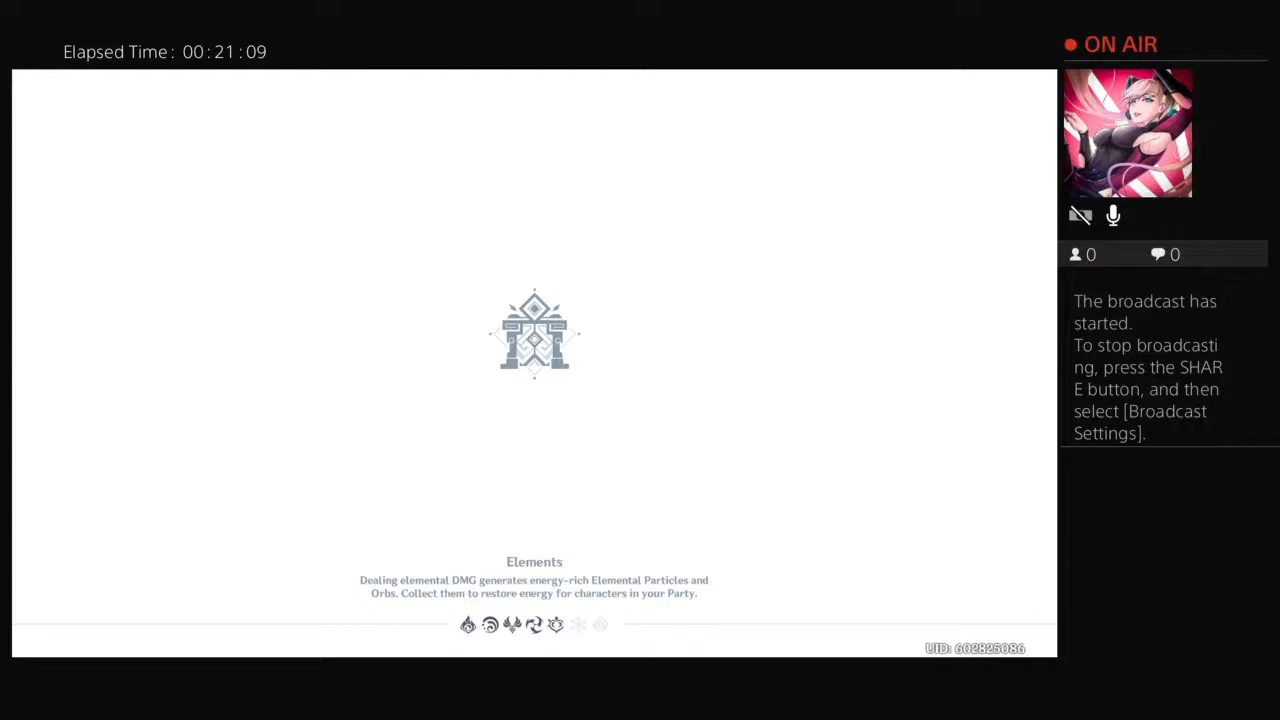 Elapsed Time: 00:21:09
ON AIR
0 0
The broadcast has
started.
To stop broadcasti
ng, press the SHAR
E button, and then
select [Broadcast
Settings].
Elements
Dealing elemental DMG generates energy-rich Elemental Particles and
Orbs. Collect them to restore energy for characters in your Party.
UID: 602825086